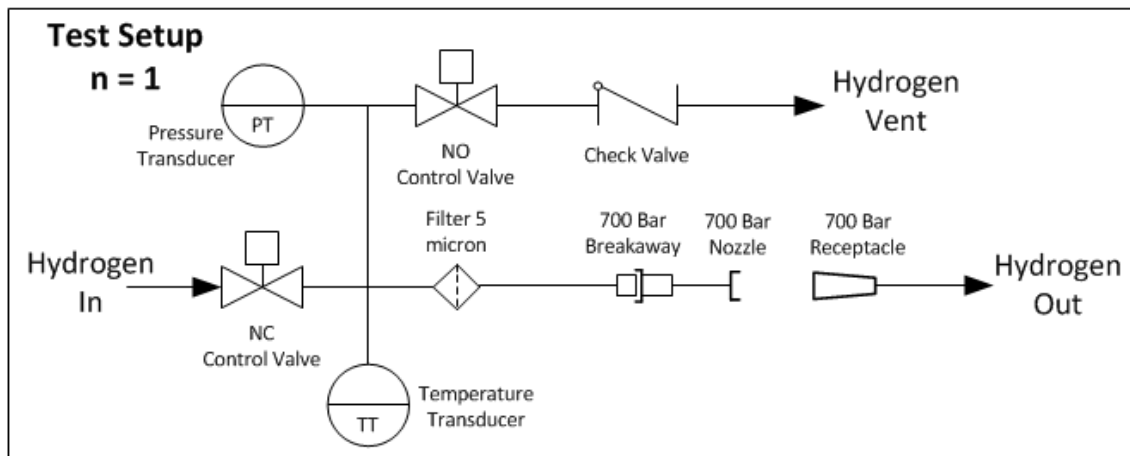 Test Setup
n = 1
PT
Pressure
Transducer
NO
Control Valve
Check Valve
Hydrogen
Vent
Hydrogen
In
NC
Control Valve
Filter 5
micron
700 Bar
Breakaway
700 Bar
Nozzle
700 Bar
Receptacle
Hydrogen
Out
TT
Temperature
Transducer